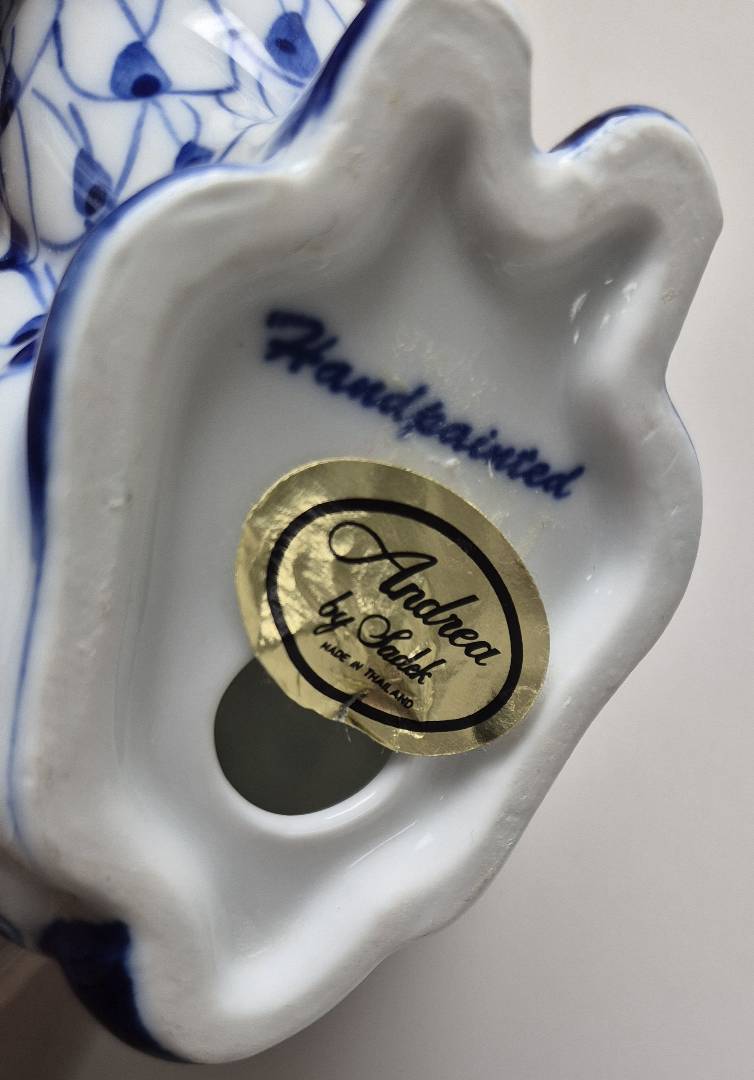 Handpainted
Andrea
by Sadek
MADE IN THAILAND